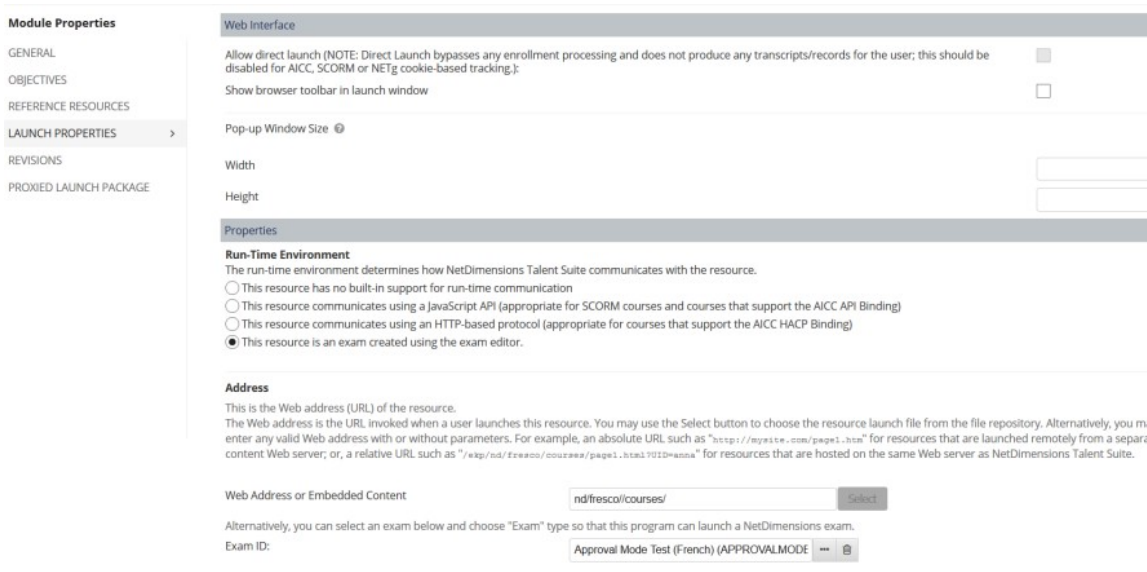 Module Properties
GENERAL
OBJECTIVES
REFERENCE RESOURCES
LAUNCH PROPERTIES
REVISIONS
PROXIED LAUNCH PACKAGE
Web Interface
Allow direct launch (NOTE: Direct Launch bypasses any enrollment processing and does not produce any transcripts/records for the user; this should be
disabled for AICC, SCORM or NETg cookie-based tracking.):
Show browser toolbar in launch window
Pop-up Window Size
Width
Height
Properties
Run-Time Environment
The run-time environment determines how NetDimensions Talent Suite communicates with the resource.
This resource has no built-in support for run-time communication
This resource communicates using a JavaScript API (appropriate for SCORM courses and courses that support the AICC API Binding)
This resource communicates using an HTTP-based protocol (appropriate for courses that support the AICC HACP Binding)
This resource is an exam created using the exam editor.
Address
This is the Web address (URL) of the resource.
The Web address is the URL invoked when a user launches this resource. You may use the Select button to choose the resource launch file from the file repository. Alternatively, you m
enter any valid Web address with or without parameters. For example, an absolute URL such as "http://mysite.com/page1.htm" for resources that are launched remotely from a separa
content Web server; or, a relative URL such as "/ekp/nd/fresco/courses/page1.html?UID=anna" for resources that are hosted on the same Web server as NetDimensions Talent Suite.
Web Address or Embedded Content
nd/fresco//courses/
Select
Alternatively, you can select an exam below and choose "Exam" type so that this program can launch a NetDimensions exam.
Exam ID:
Approval Mode Test (French) (APPROVALMODE